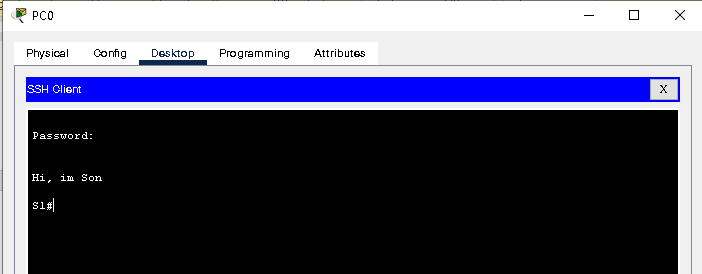 PC0
Physical Config Desktop Programming Attributes
SSH Client X
Password:
Hi, im Son
S1#